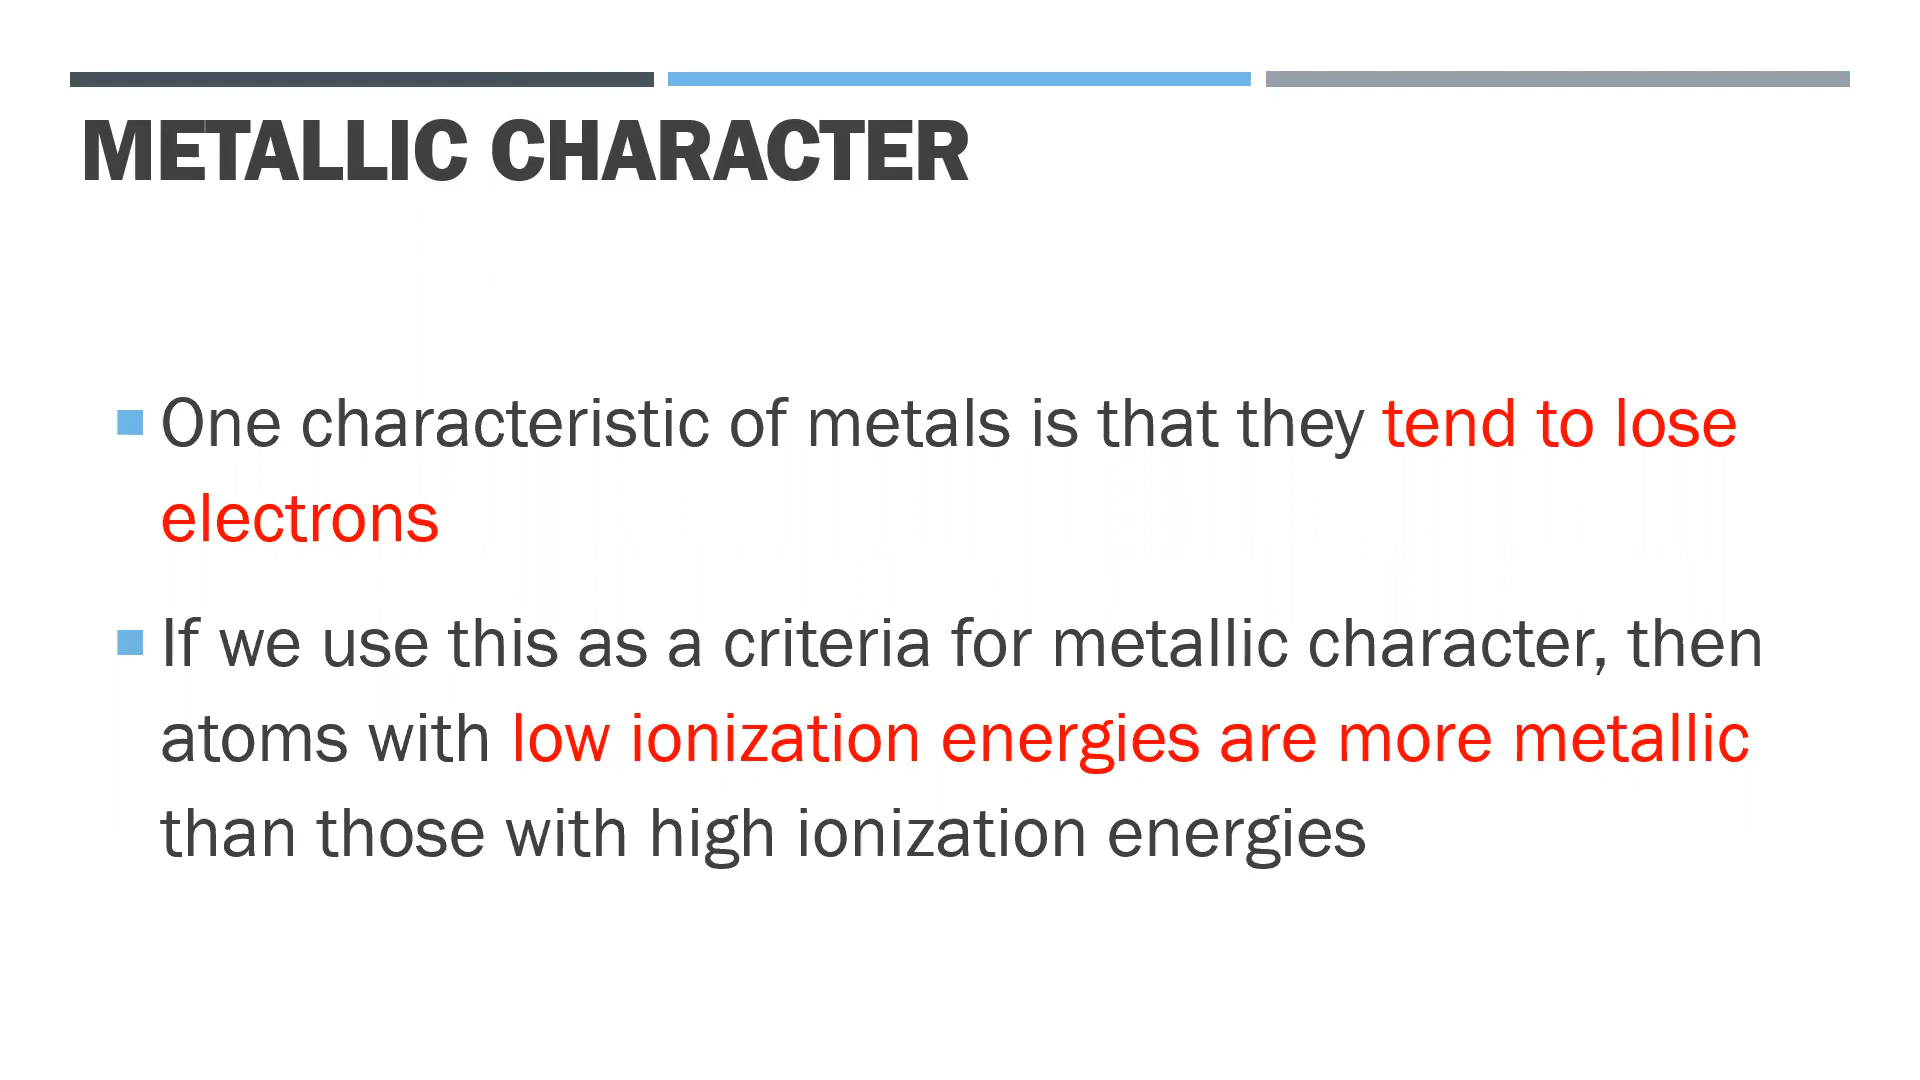 METALLIC CHARACTER
One characteristic of metals is that they tend to lose
electrons
If we use this as a criteria for metallic character, then
atoms with low ionization energies are more metallic
than those with high ionization energies